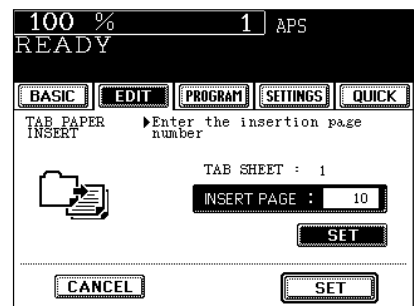 100 % 1 APS
READY
BASIC EDIT PROGRAM SETTINGS QUICK
TAB PAPER INSERT
▶Enter the insertion page number
TAB SHEET : 1
INSERT PAGE : 10
SET
CANCEL SET